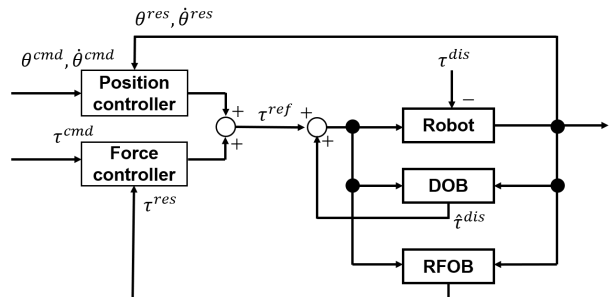 θ^{res}, θ̇^{res}
θ^{cmd}, θ̇^{cmd}
τ^{dis}
Position
controller
+
τ^{ref}
+
−
Robot
+
+
τ^{cmd}
Force
controller
DOB
τ^{res}
τ̂^{dis}
RFOB